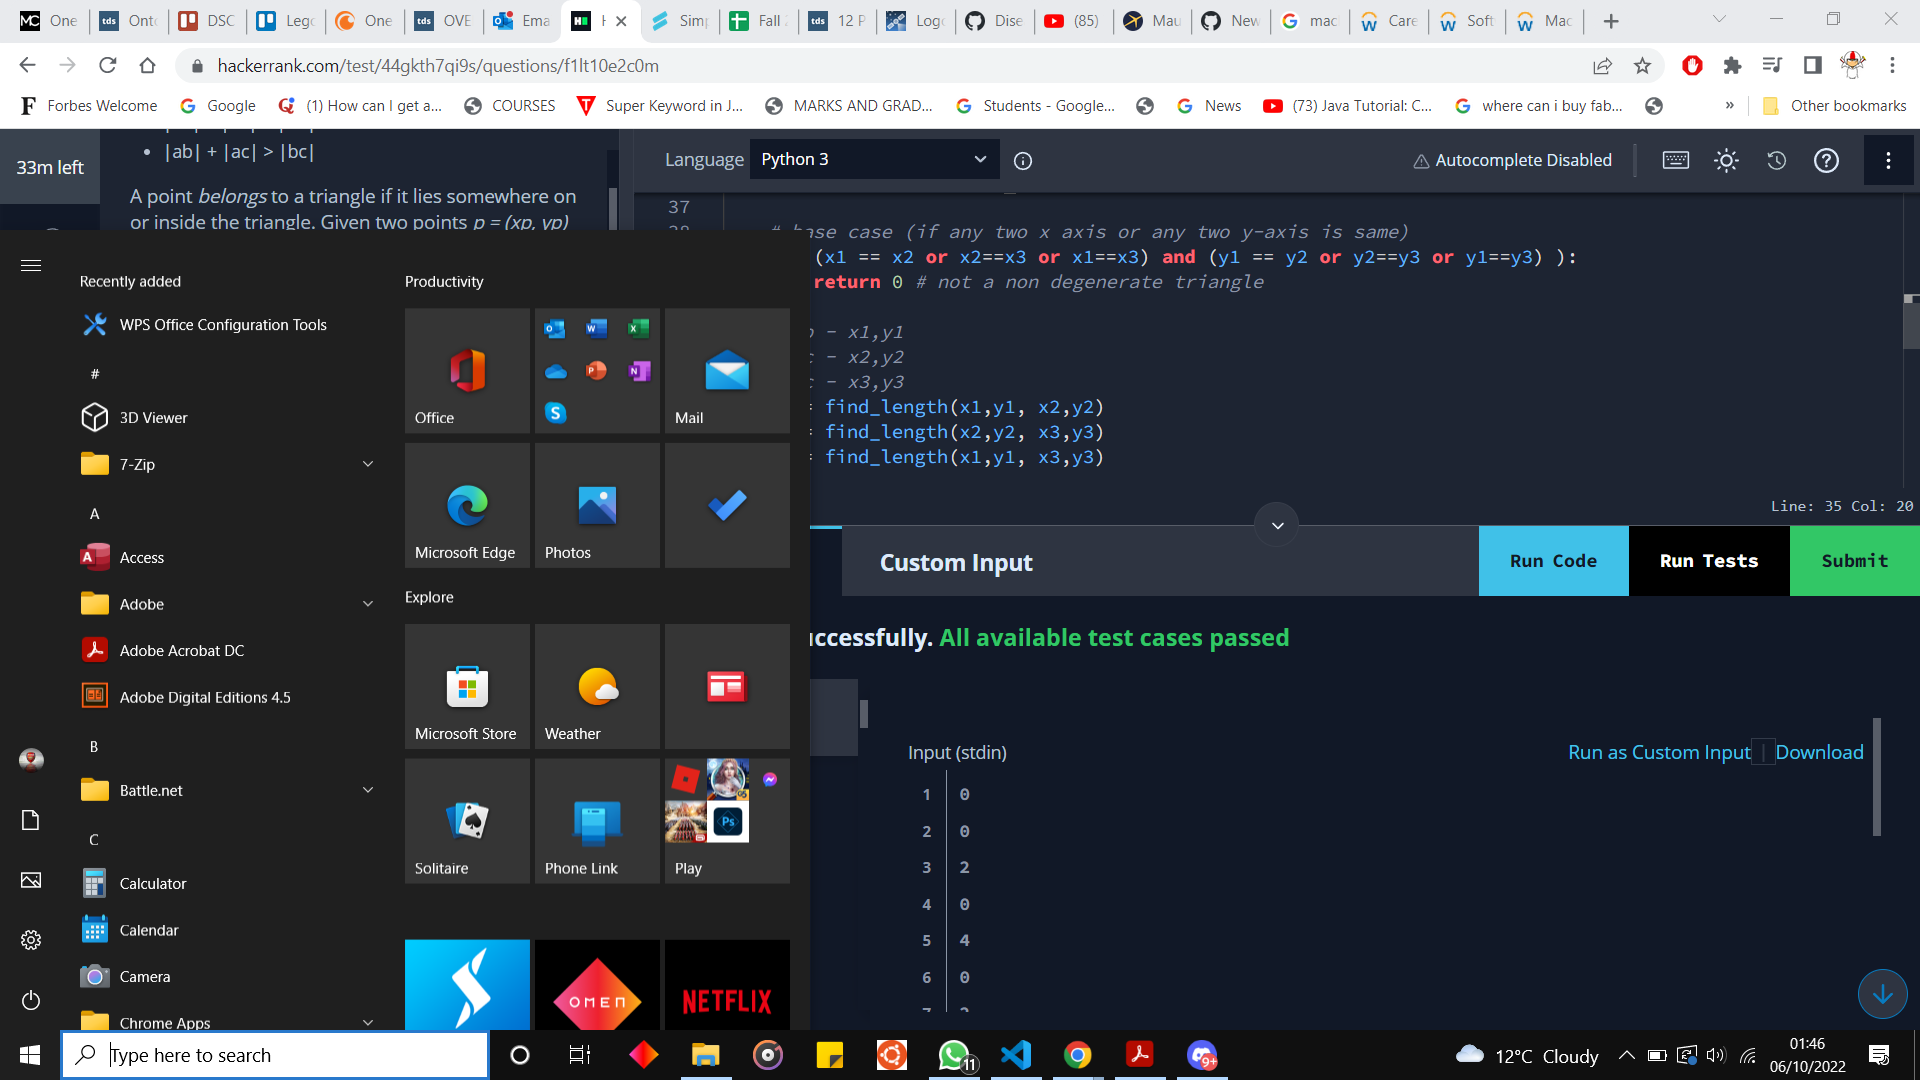 One
Onto
DSC
Lego
One
OVE
Ema
H
Simp
Fall 2
12 P
Logo
Dise
(85)
Mau
New
mac
Care
Soft
Mac
hackerrank.com/test/44gkth7qi9s/questions/f1lt10e2c0m
Forbes Welcome
Google
(1) How can I get a...
COURSES
Super Keyword in J...
MARKS AND GRAD...
Students - Google...
News
(73) Java Tutorial: C...
where can i buy fab...
»
Other bookmarks
33m left
• |ab| + |ac| > |bc|
A point belongs to a triangle if it lies somewhere on
or inside the triangle. Given two points p = (xp, yp)
Language
Python 3
Autocomplete Disabled
37
# base case (if any two x axis or any two y-axis is same)
(x1 == x2 or x2==x3 or x1==x3) and (y1 == y2 or y2==y3 or y1==y3) ):
return 0 # not a non degenerate triangle
- x1,y1
- x2,y2
- x3,y3
= find_length(x1,y1, x2,y2)
= find_length(x2,y2, x3,y3)
= find_length(x1,y1, x3,y3)
Line: 35 Col: 20
Custom Input
Run Code
Run Tests
Submit
uccessfully. All available test cases passed
Input (stdin)
Run as Custom Input
|
Download
1 0
2 0
3 2
4 0
5 4
6 0
Recently added
WPS Office Configuration Tools
#
3D Viewer
7-Zip
A
Access
Adobe
Adobe Acrobat DC
Adobe Digital Editions 4.5
B
Battle.net
C
Calculator
Calendar
Camera
Chrome Apps
Productivity
Office
Mail
Microsoft Edge
Photos
Explore
Microsoft Store
Weather
Solitaire
Phone Link
Play
OMEN
NETFLIX
Type here to search
11
9+
12°C Cloudy
01:46
06/10/2022